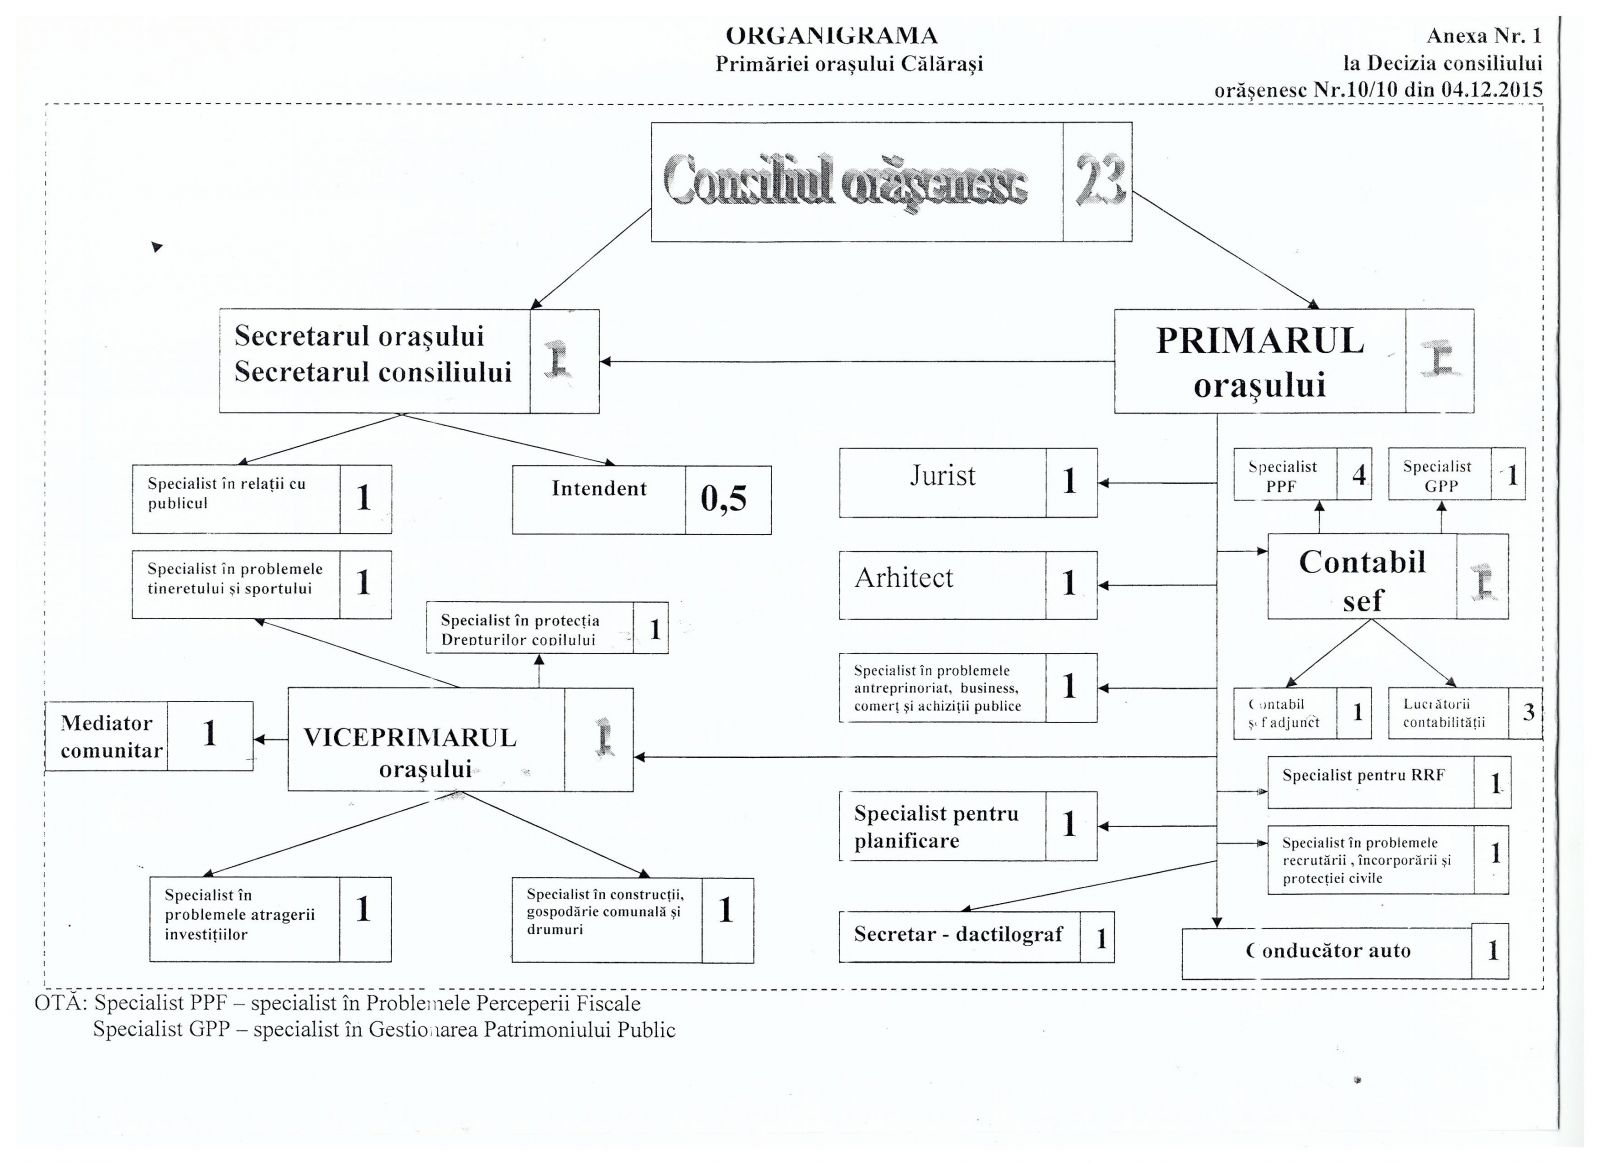 ORGANIGRAMA
Primăriei orașului Călărași
Anexa Nr. 1
la Decizia consiliului
orășenesc Nr.10/10 din 04.12.2015
Consiliul orășenesc 23
Secretarul orașului
Secretarul consiliului
1
PRIMARUL
orașului
1
Specialist în relații cu
publicul
1
Intendent 0,5
Jurist 1
Specialist
PPF
4
Specialist
GPP
1
Specialist în problemele
tineretului și sportului
1
Arhitect 1
Contabil
sef
1
Specialist în protecția
Drepturilor copilului
1
Specialist în problemele
antreprinoriat, business,
comerț și achiziții publice
1
Contabil
șef adjunct
1
Lucrătorii
contabilității
3
Mediator
comunitar
1
VICEPRIMARUL
orașului
1
Specialist pentru RRF 1
Specialist pentru
planificare
1
Specialist în problemele
recrutării , încorporării și
protecției civile
1
Specialist în
problemele atragerii
investițiilor
1
Specialist în construcții,
gospodărie comunală și
drumuri
1
Secretar - dactilograf 1
Conducător auto 1
OTĂ: Specialist PPF – specialist în Problemele Perceperii Fiscale
Specialist GPP – specialist în Gestionarea Patrimoniului Public